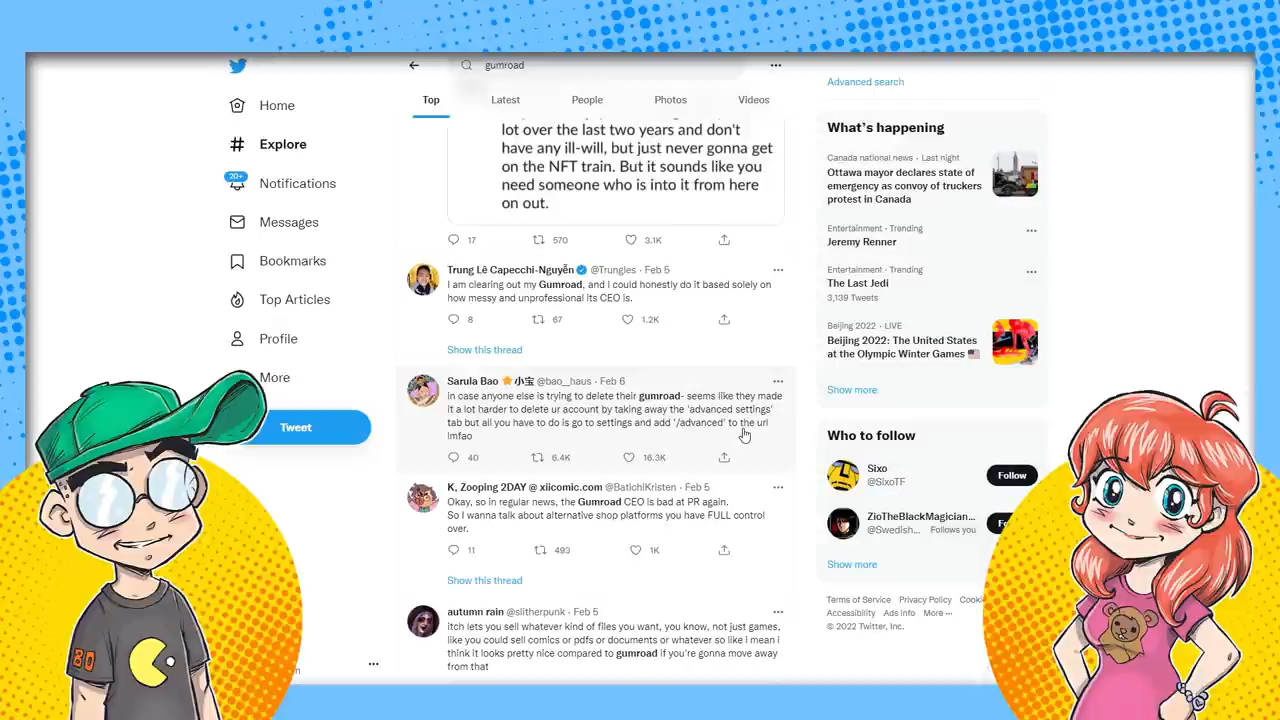 gumroad
Home
Explore
20+
Notifications
Messages
Bookmarks
Top Articles
Profile
More
Tweet
Top
Latest
People
Photos
Videos
lot over the last two years and don't
have any ill-will, but just never gonna get
on the NFT train. But it sounds like you
need someone who is into it from here
on out.
17
570
3.1K
Trung Lê Capecchi-Nguyễn @Trungles · Feb 5
I am clearing out my Gumroad, and I could honestly do it based solely on
how messy and unprofessional its CEO is.
8
67
1.2K
Show this thread
Sarula Bao ⭐ 小宝 @bao__haus · Feb 6
in case anyone else is trying to delete their gumroad- seems like they made
it a lot harder to delete ur account by taking away the 'advanced settings'
tab but all you have to do is go to settings and add '/advanced' to the url
lmfao
40
6.4K
16.3K
K, Zooping 2DAY @ xiicomic.com @BatichlKristen · Feb 5
Okay, so in regular news, the Gumroad CEO is bad at PR again.
So I wanna talk about alternative shop platforms you have FULL control
over.
11
493
1K
Show this thread
autumn rain @slitherpunk · Feb 5
itch lets you sell whatever kind of files you want, you know, not just games,
like you could sell comics or pdfs or documents or whatever so like i mean i
think it looks pretty nice compared to gumroad if you're gonna move away
from that
Advanced search
What's happening
Canada national news · Last night
Ottawa mayor declares state of
emergency as convoy of truckers
protest in Canada
Entertainment · Trending
Jeremy Renner
Entertainment · Trending
The Last Jedi
3,139 Tweets
Beijing 2022 · LIVE
Beijing 2022: The United States
at the Olympic Winter Games 🇺🇸
Show more
Who to follow
Sixo
@SixoTF
Follow
ZioTheBlackMagician...
@Swedish... Follows you
Fo
Show more
Terms of Service Privacy Policy Cooki
Accessibility Ads info More ···
© 2022 Twitter, Inc.
80